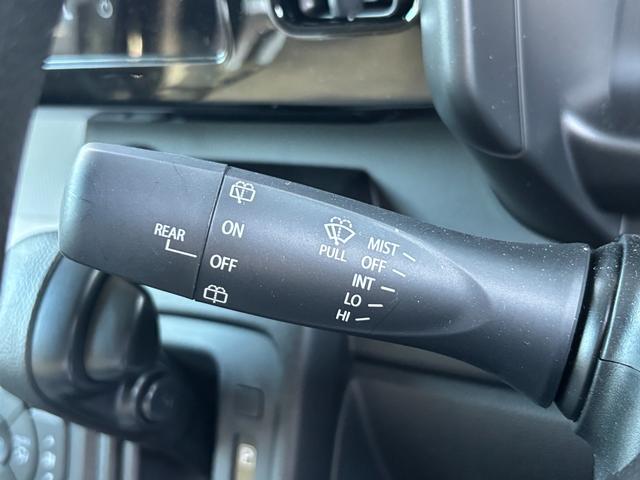 REAR
ON
OFF
PULL
MIST
OFF
INT
LO
HI